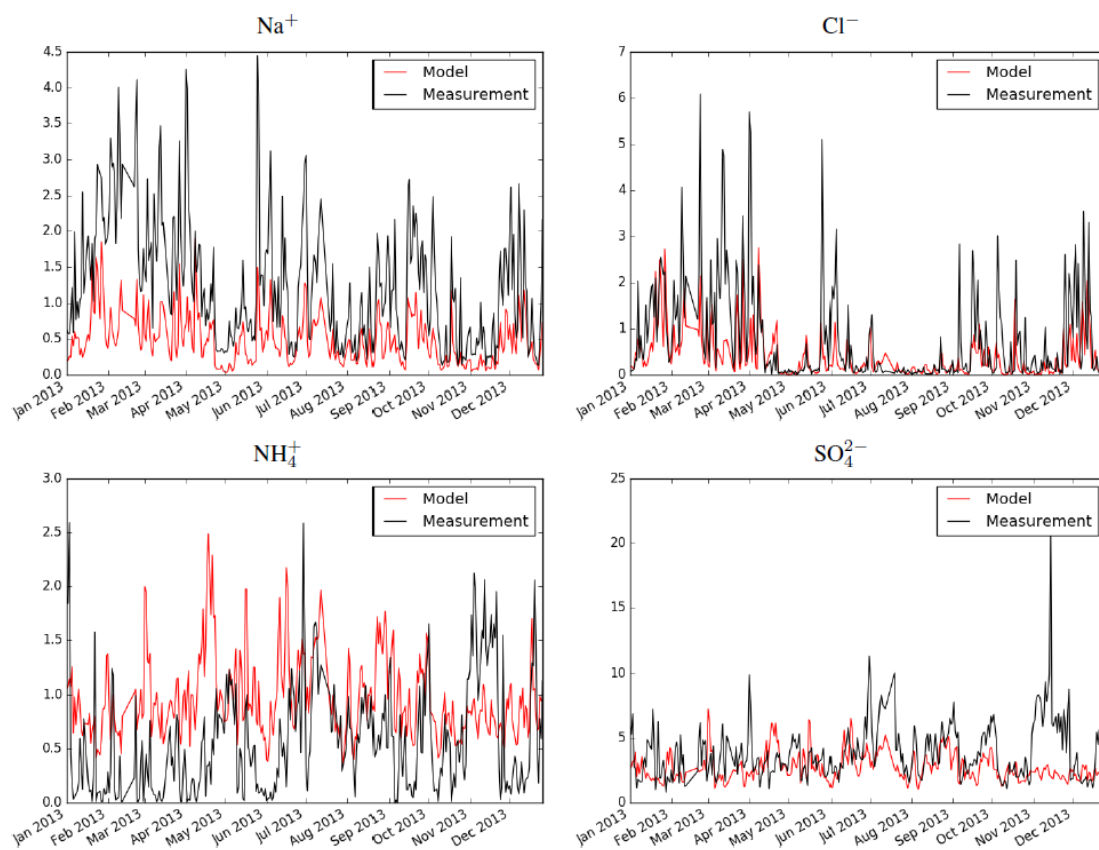 Na⁺
4.5
4.0
3.5
3.0
2.5
2.0
1.5
1.0
0.5
0.0
Model
Measurement
Jan 2013
Feb 2013
Mar 2013
Apr 2013
May 2013
Jun 2013
Jul 2013
Aug 2013
Sep 2013
Oct 2013
Nov 2013
Dec 2013
Cl⁻
7
6
5
4
3
2
1
0
Model
Measurement
Jan 2013
Feb 2013
Mar 2013
Apr 2013
May 2013
Jun 2013
Jul 2013
Aug 2013
Sep 2013
Oct 2013
Nov 2013
Dec 2013
NH₄⁺
3.0
2.5
2.0
1.5
1.0
0.5
0.0
Model
Measurement
Jan 2013
Feb 2013
Mar 2013
Apr 2013
May 2013
Jun 2013
Jul 2013
Aug 2013
Sep 2013
Oct 2013
Nov 2013
Dec 2013
SO₄²⁻
25
20
15
10
5
0
Model
Measurement
Jan 2013
Feb 2013
Mar 2013
Apr 2013
May 2013
Jun 2013
Jul 2013
Aug 2013
Sep 2013
Oct 2013
Nov 2013
Dec 2013